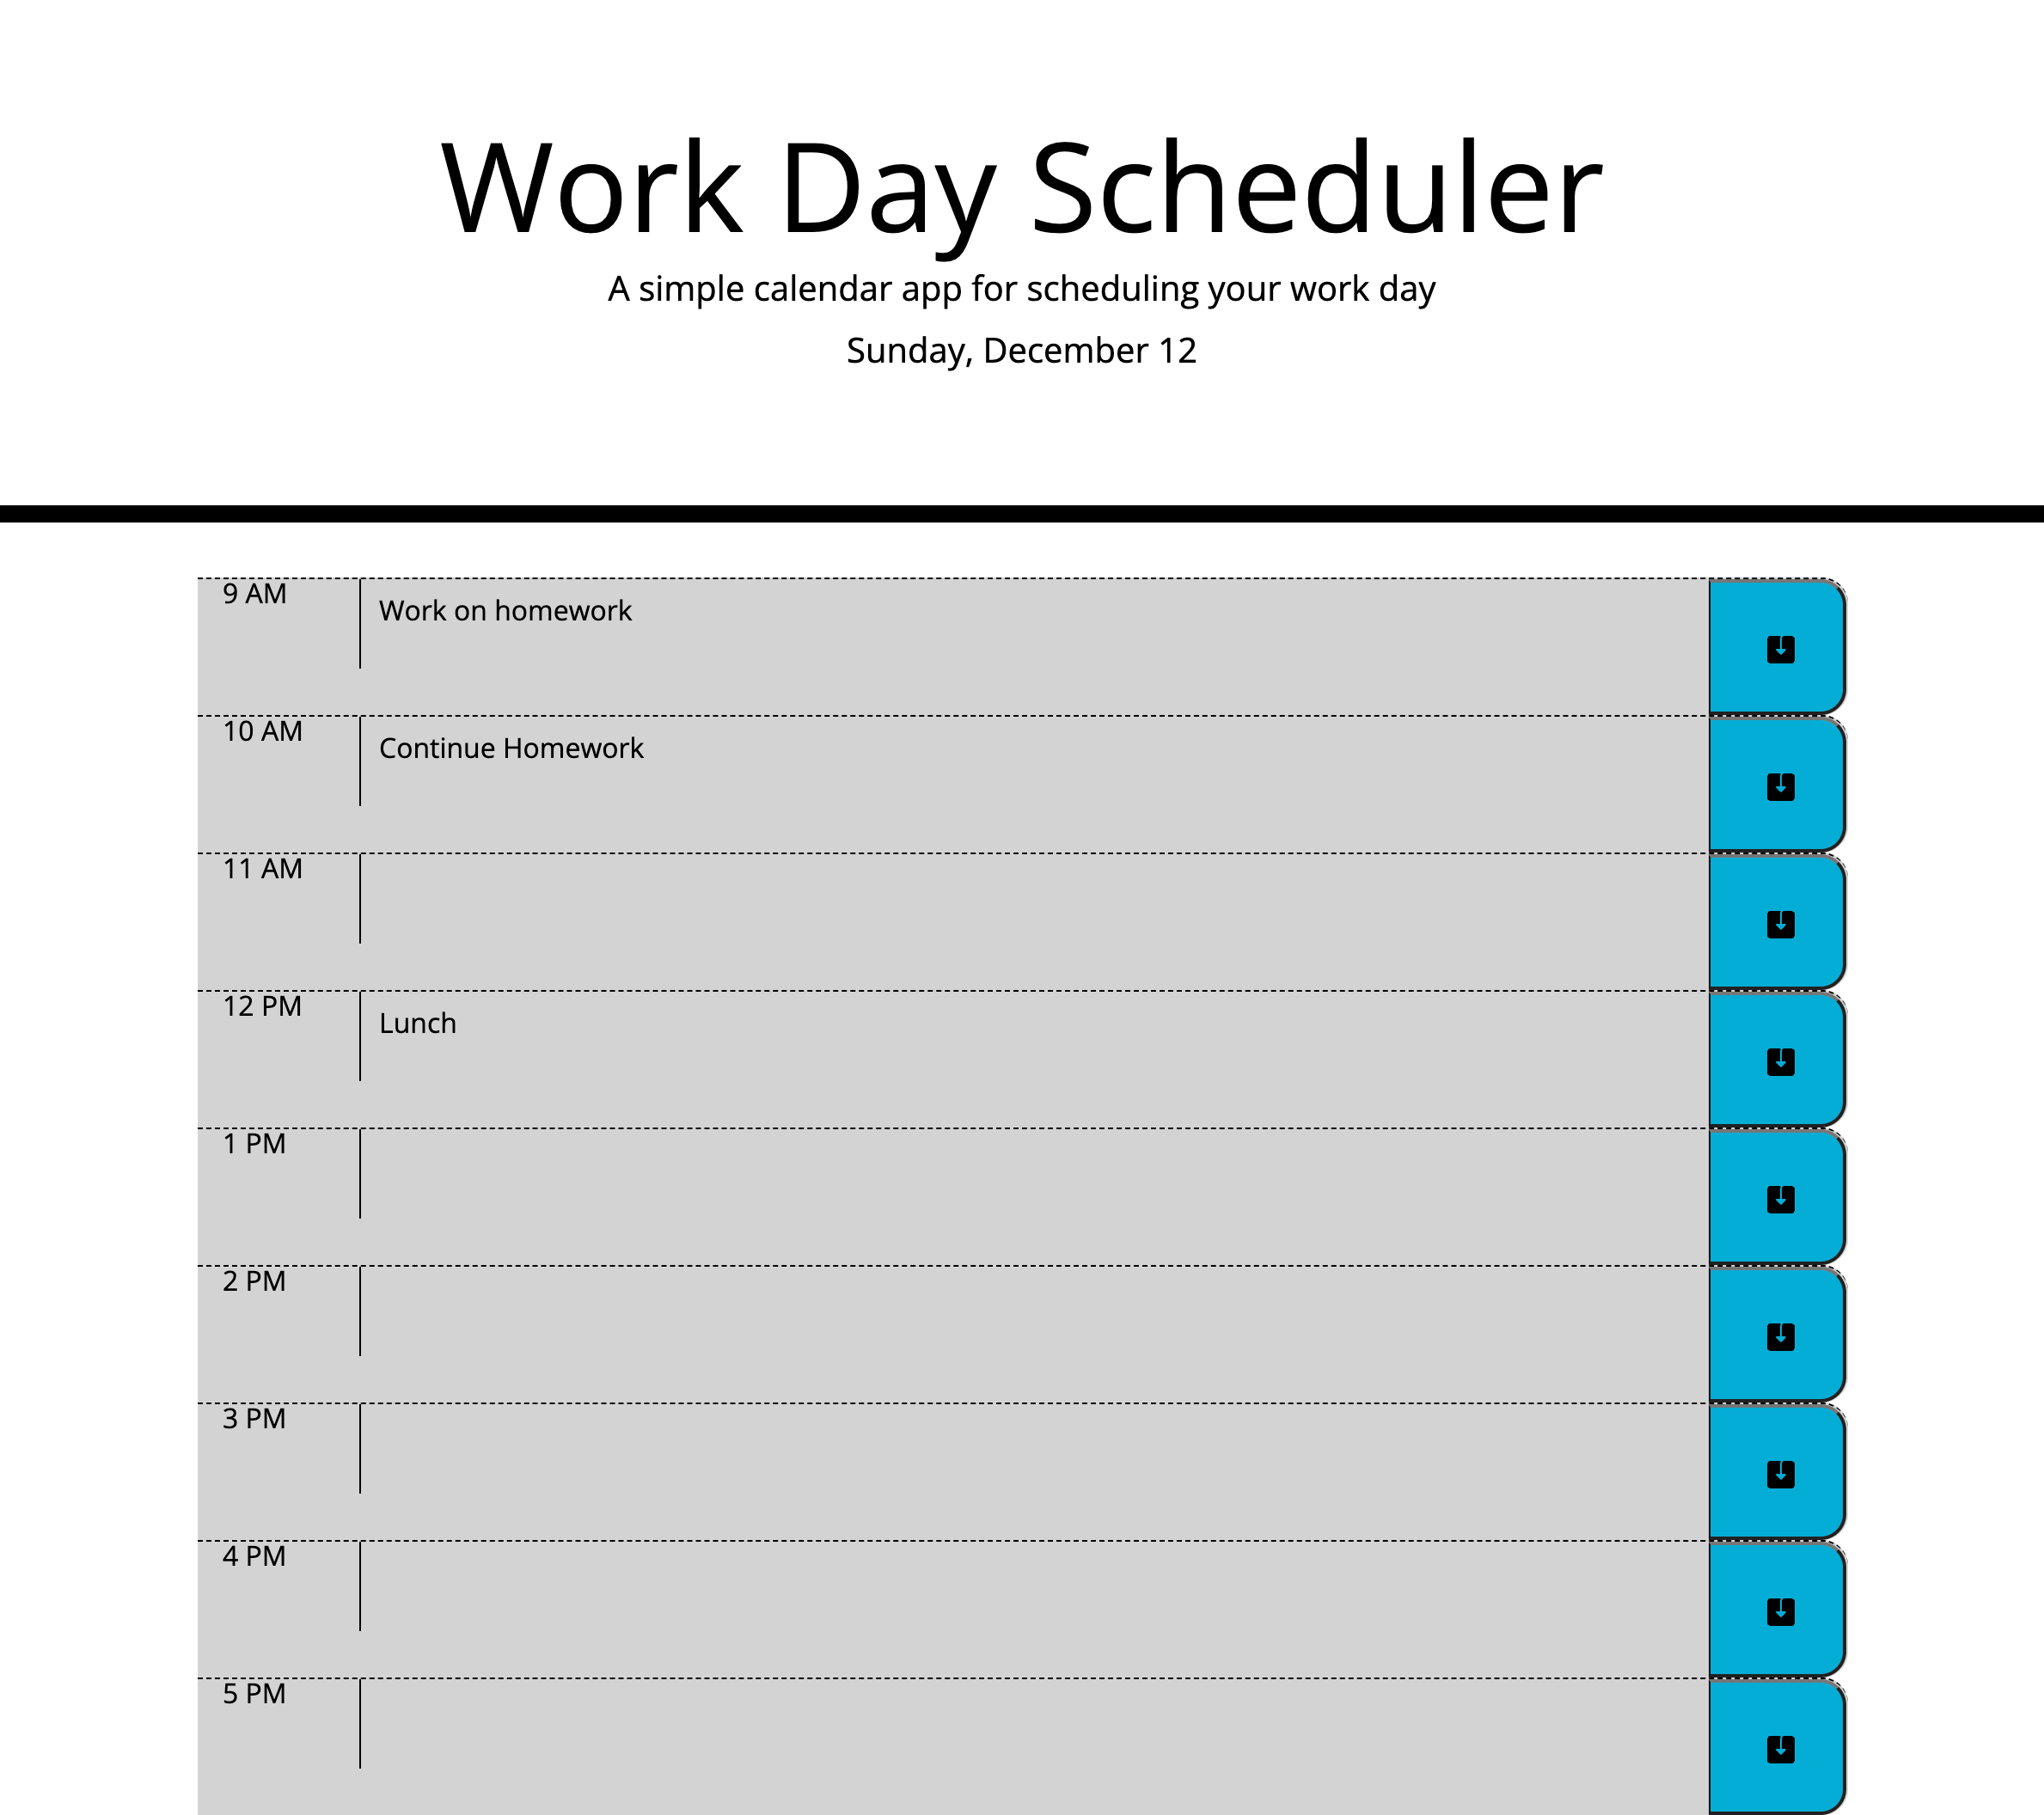 Work Day Scheduler
A simple calendar app for scheduling your work day
Sunday, December 12
9 AM
Work on homework
10 AM
Continue Homework
11 AM
12 PM
Lunch
1 PM
2 PM
3 PM
4 PM
5 PM